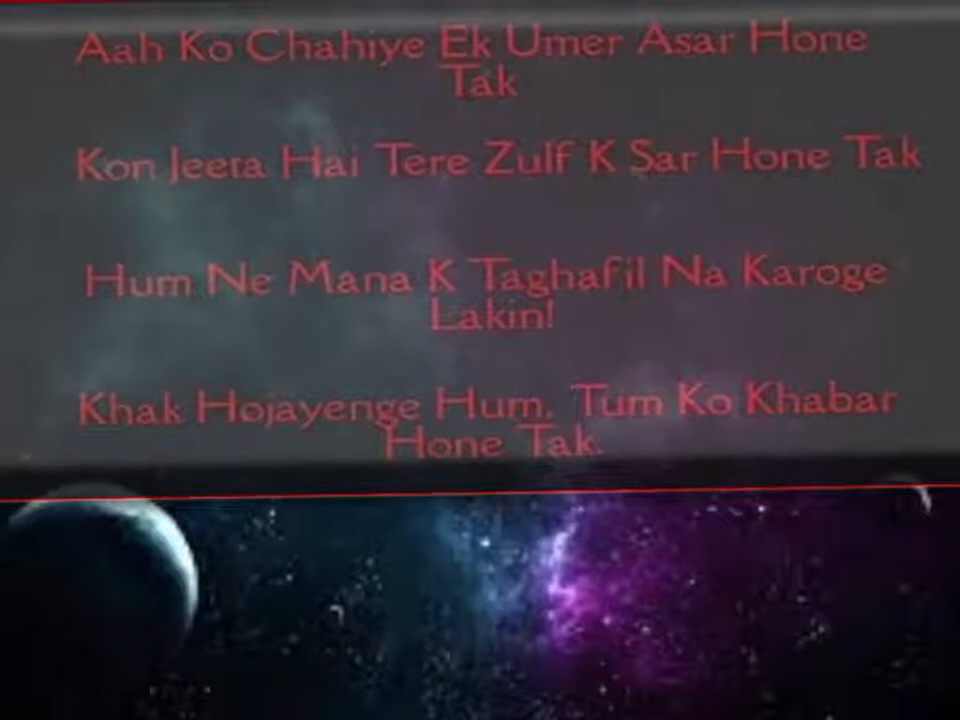 Aah Ko Chahiye Ek Umer Asar Hone
Tak
Kon Jeeta Hai Tere Zulf K Sar Hone Tak
Hum Ne Mana K Taghafil Na Karoge
Lakin!
Khak Hojayenge Hum. Tum Ko Khabar
Hone Tak.